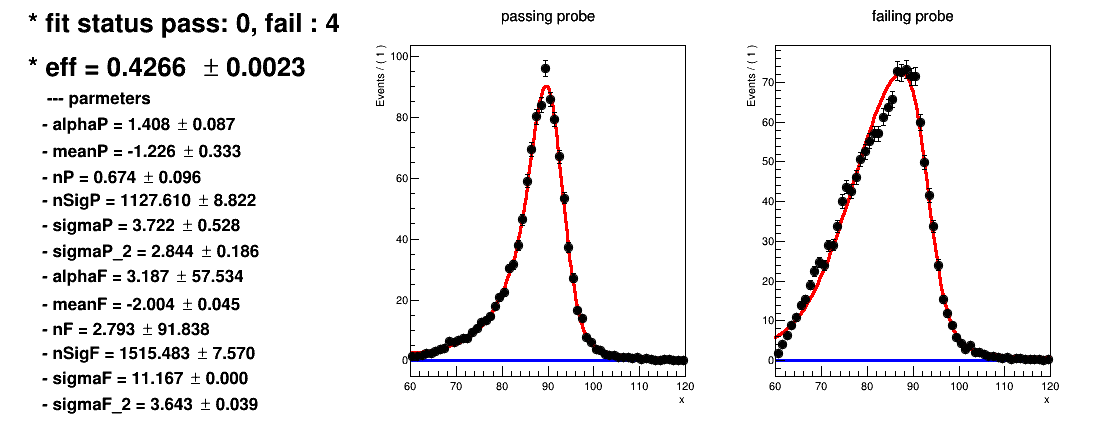 * fit status pass: 0, fail : 4
* eff = 0.4266 ± 0.0023
--- parmeters
- alphaP = 1.408 ± 0.087
- meanP = -1.226 ± 0.333
- nP = 0.674 ± 0.096
- nSigP = 1127.610 ± 8.822
- sigmaP = 3.722 ± 0.528
- sigmaP_2 = 2.844 ± 0.186
- alphaF = 3.187 ± 57.534
- meanF = -2.004 ± 0.045
- nF = 2.793 ± 91.838
- nSigF = 1515.483 ± 7.570
- sigmaF = 11.167 ± 0.000
- sigmaF_2 = 3.643 ± 0.039
passing probe
Events / ( 1 )
100
80
60
40
20
0
60 70 80 90 100 110 120
x
failing probe
Events / ( 1 )
70
60
50
40
30
20
10
0
60 70 80 90 100 110 120
x